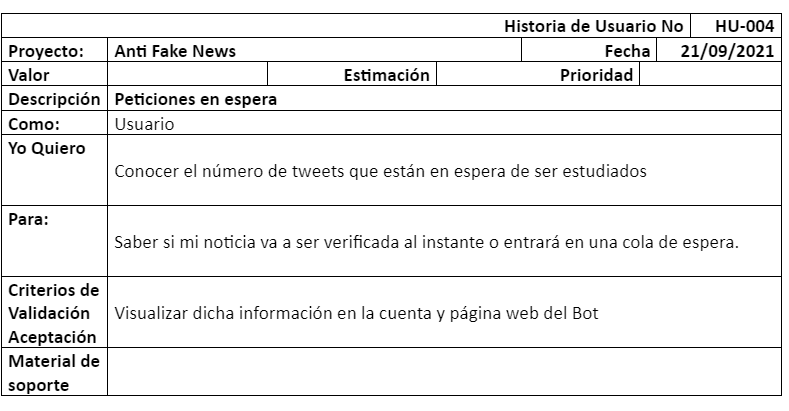 Historia de Usuario No HU-004
Proyecto: Anti Fake News Fecha 21/09/2021
Valor Estimación Prioridad
Descripción Peticiones en espera
Como: Usuario
Yo Quiero
Conocer el número de tweets que están en espera de ser estudiados
Para:
Saber si mi noticia va a ser verificada al instante o entrará en una cola de espera.
Criterios de
Validación
Aceptación
Visualizar dicha información en la cuenta y página web del Bot
Material de
soporte